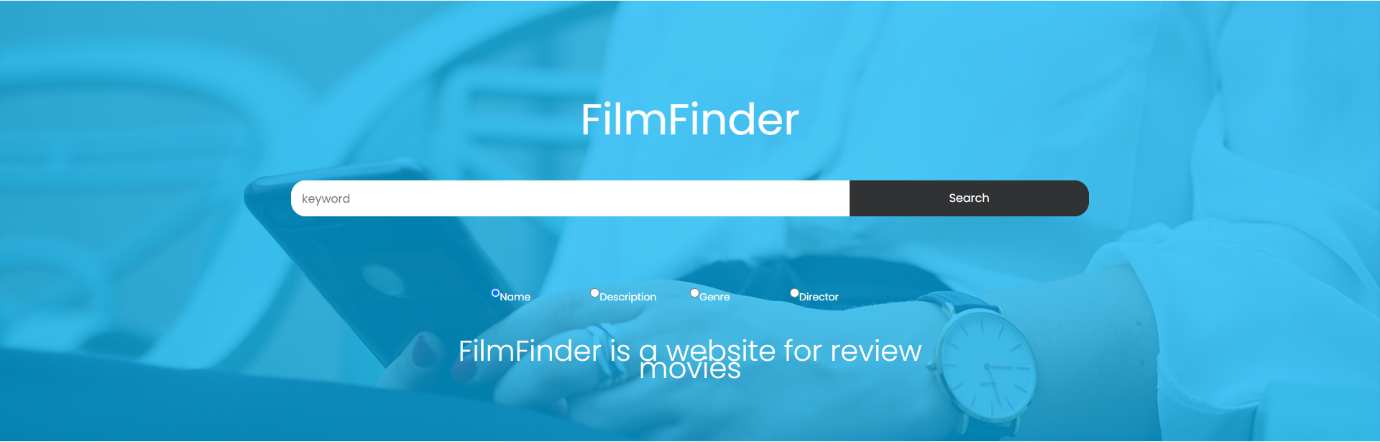 FilmFinder
keyword
Search
Name
Description
Genre
Director
FilmFinder is a website for review
movies